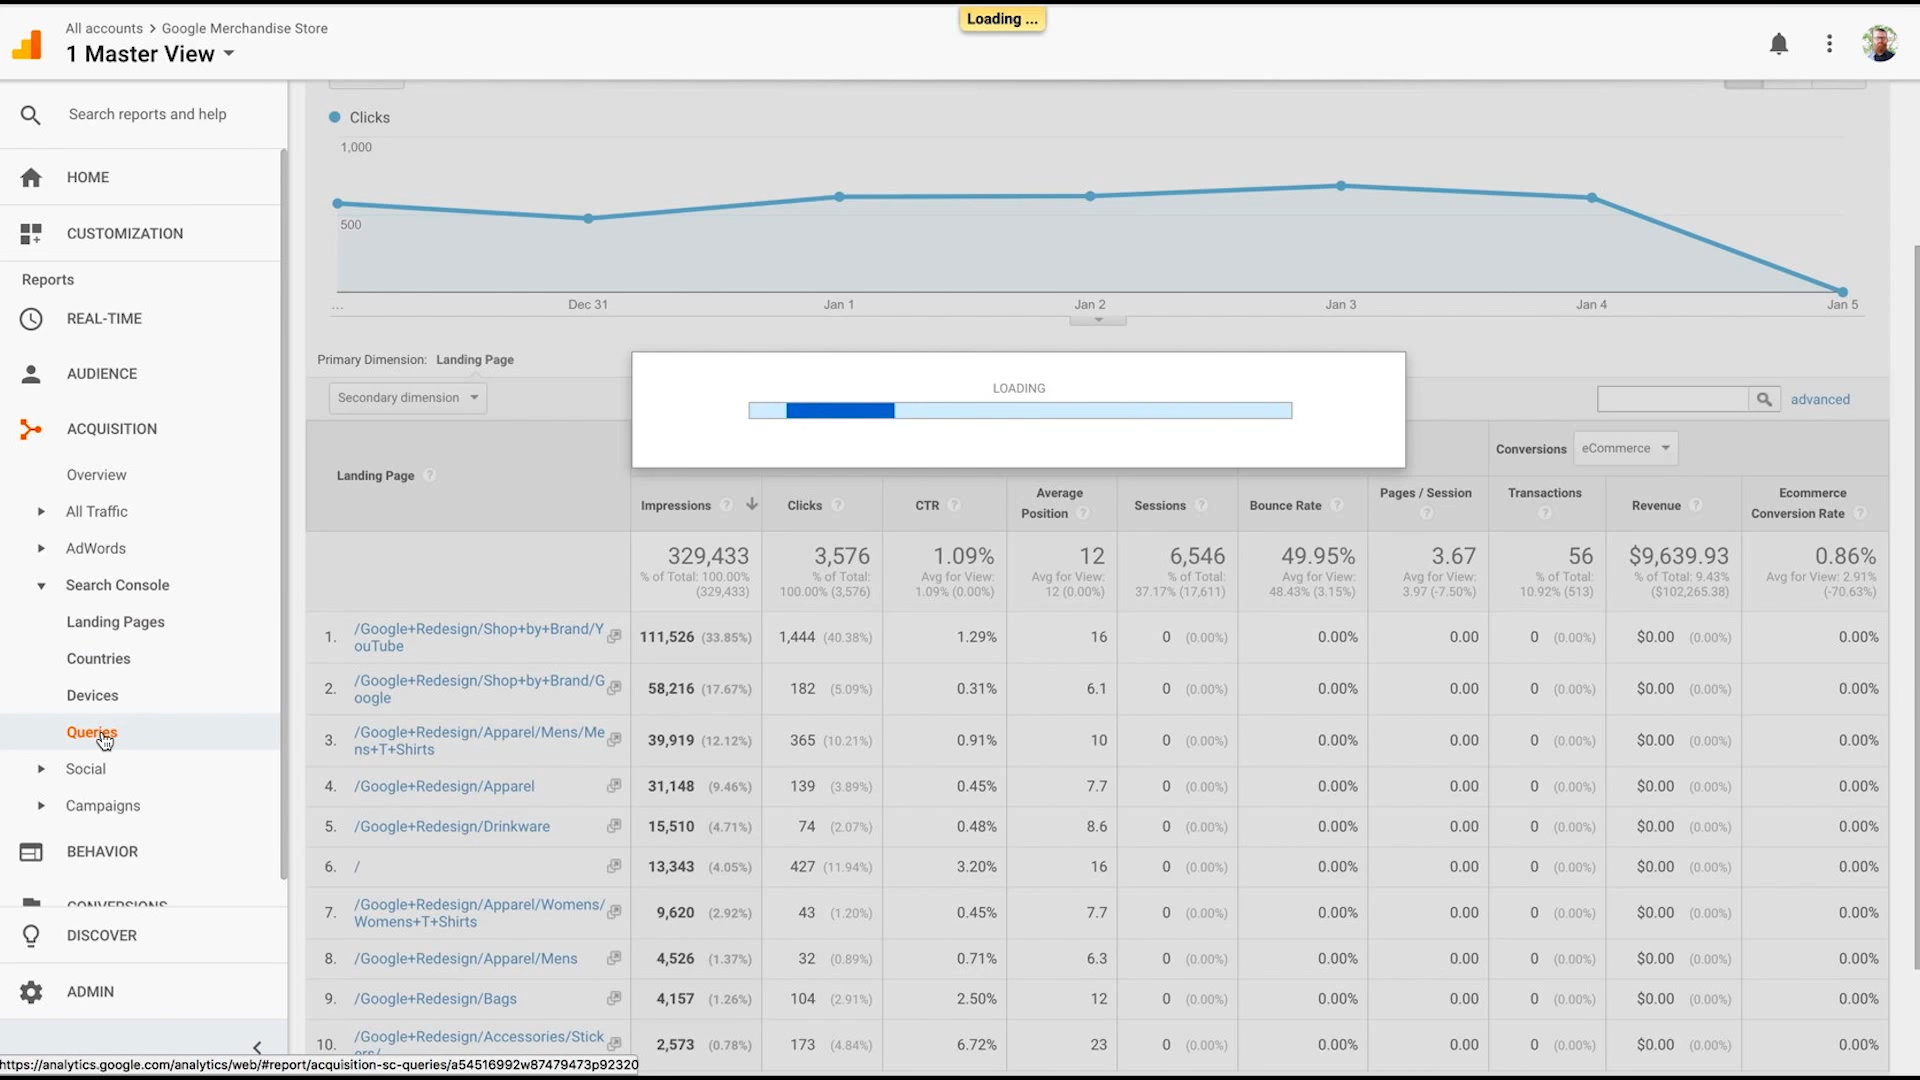 All accounts > Google Merchandise Store
1 Master View
Loading ...
Search reports and help
HOME
CUSTOMIZATION
Reports
REAL-TIME
AUDIENCE
ACQUISITION
Overview
All Traffic
AdWords
Search Console
Landing Pages
Countries
Devices
Queries
Social
Campaigns
BEHAVIOR
CONVERSIONS
DISCOVER
ADMIN
https://analytics.google.com/analytics/web/#report/acquisition-sc-queries/a54516992w87479473p92320
Clicks
1,000
500
... Dec 31 Jan 1 Jan 2 Jan 3 Jan 4 Jan 5
Primary Dimension: Landing Page
Secondary dimension
LOADING
advanced
Landing Page
Conversions eCommerce
Impressions Clicks CTR Average Position Sessions Bounce Rate Pages / Session Transactions Revenue Ecommerce Conversion Rate
329,433 3,576 1.09% 12 6,546 49.95% 3.67 56 $9,639.93 0.86%
% of Total: 100.00% % of Total: Avg for View: Avg for View: % of Total: Avg for View: Avg for View: % of Total: % of Total: 9.43% Avg for View: 2.91%
(329,433) 100.00% (3,576) 1.09% (0.00%) 12 (0.00%) 37.17% (17,611) 48.43% (3.15%) 3.97 (-7.50%) 10.92% (513) ($102,265.38) (-70.63%)
1. /Google+Redesign/Shop+by+Brand/Y
ouTube 111,526 (33.85%) 1,444 (40.38%) 1.29% 16 0 (0.00%) 0.00% 0.00 0 (0.00%) $0.00 (0.00%) 0.00%
2. /Google+Redesign/Shop+by+Brand/G
oogle 58,216 (17.67%) 182 (5.09%) 0.31% 6.1 0 (0.00%) 0.00% 0.00 0 (0.00%) $0.00 (0.00%) 0.00%
3. /Google+Redesign/Apparel/Mens/Me
ns+T+Shirts 39,919 (12.12%) 365 (10.21%) 0.91% 10 0 (0.00%) 0.00% 0.00 0 (0.00%) $0.00 (0.00%) 0.00%
4. /Google+Redesign/Apparel 31,148 (9.46%) 139 (3.89%) 0.45% 7.7 0 (0.00%) 0.00% 0.00 0 (0.00%) $0.00 (0.00%) 0.00%
5. /Google+Redesign/Drinkware 15,510 (4.71%) 74 (2.07%) 0.48% 8.6 0 (0.00%) 0.00% 0.00 0 (0.00%) $0.00 (0.00%) 0.00%
6. / 13,343 (4.05%) 427 (11.94%) 3.20% 16 0 (0.00%) 0.00% 0.00 0 (0.00%) $0.00 (0.00%) 0.00%
7. /Google+Redesign/Apparel/Womens/
Womens+T+Shirts 9,620 (2.92%) 43 (1.20%) 0.45% 7.7 0 (0.00%) 0.00% 0.00 0 (0.00%) $0.00 (0.00%) 0.00%
8. /Google+Redesign/Apparel/Mens 4,526 (1.37%) 32 (0.89%) 0.71% 6.3 0 (0.00%) 0.00% 0.00 0 (0.00%) $0.00 (0.00%) 0.00%
9. /Google+Redesign/Bags 4,157 (1.26%) 104 (2.91%) 2.50% 12 0 (0.00%) 0.00% 0.00 0 (0.00%) $0.00 (0.00%) 0.00%
10. /Google+Redesign/Accessories/Stick
ers/ 2,573 (0.78%) 173 (4.84%) 6.72% 23 0 (0.00%) 0.00% 0.00 0 (0.00%) $0.00 (0.00%) 0.00%